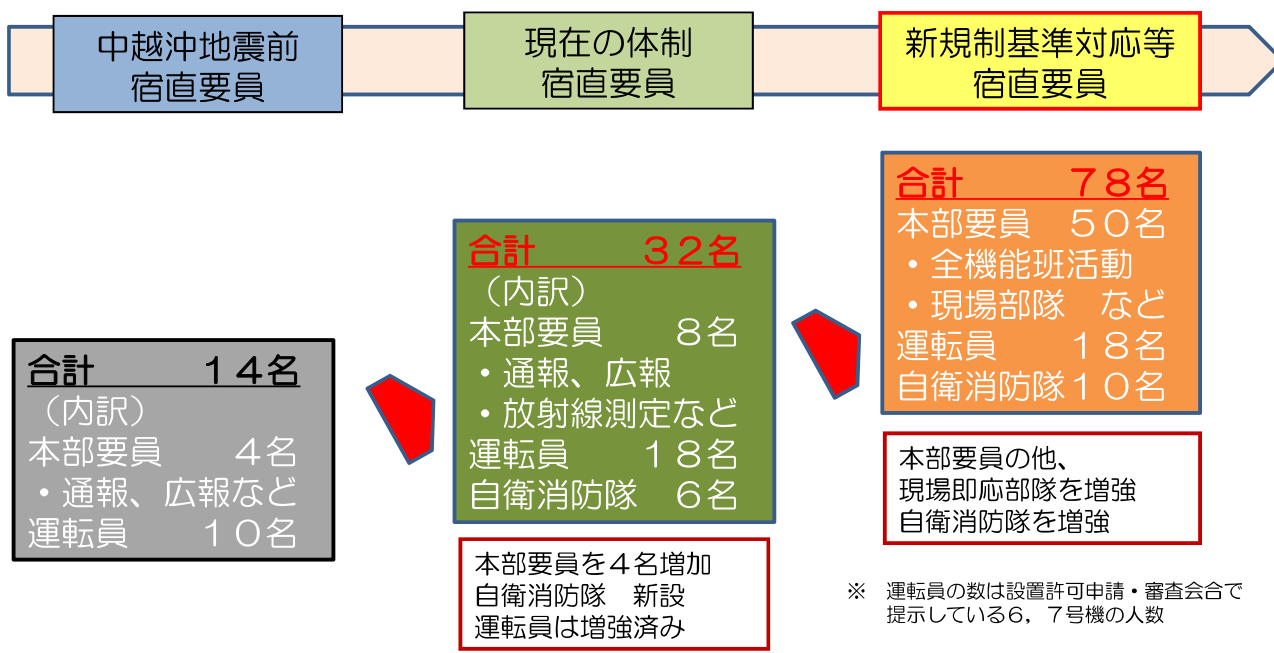 中越沖地震前
宿直要員
現在の体制
宿直要員
新規制基準対応等
宿直要員
合計　　　１４名
（内訳）
本部要員　　４名
・通報、広報など
運転員　　１０名
合計　　　３２名
（内訳）
本部要員　　８名
・通報、広報
・放射線測定など
運転員　　１８名
自衛消防隊　６名
本部要員を４名増加
自衛消防隊　新設
運転員は増強済み
合計　　　７８名
本部要員　５０名
・全機能班活動
・現場部隊　など
運転員　　１８名
自衛消防隊１０名
本部要員の他、
現場即応部隊を増強
自衛消防隊を増強
※　運転員の数は設置許可申請・審査会合で
提示している６，７号機の人数